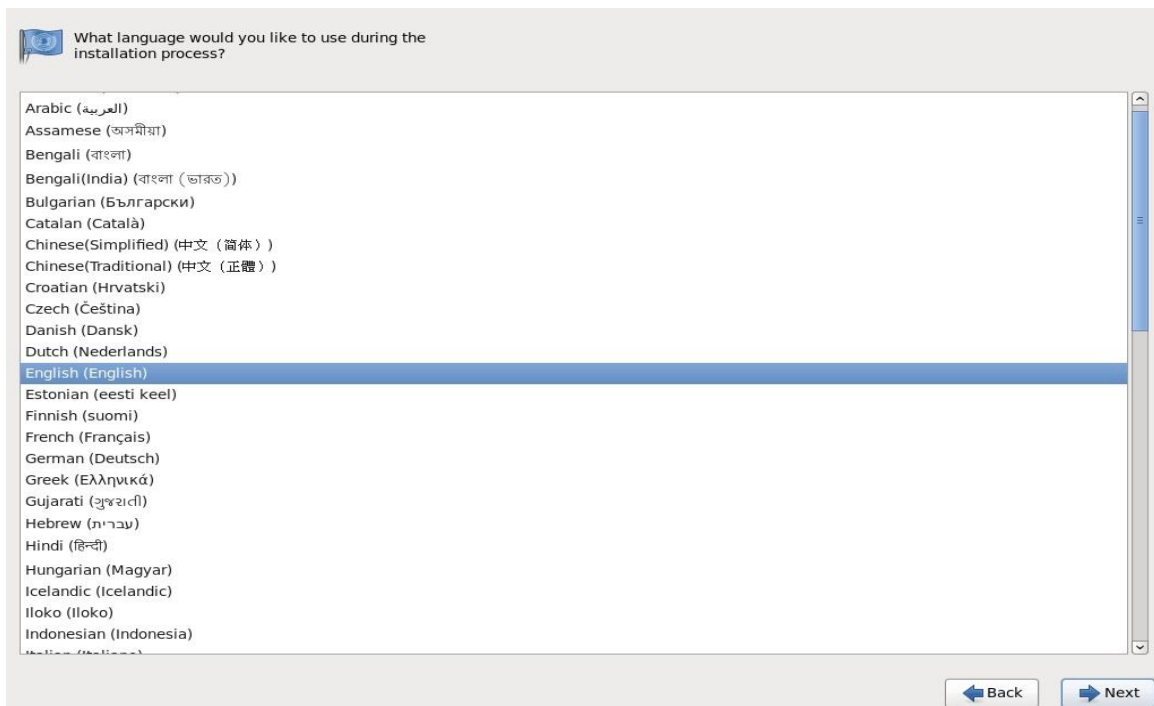 What language would you like to use during the
installation process?
Arabic (العربية)
Assamese (অসমীয়া)
Bengali (বাংলা)
Bengali(India) (বাংলা (ভারত))
Bulgarian (Български)
Catalan (Català)
Chinese(Simplified) (中文（简体）)
Chinese(Traditional) (中文（正體）)
Croatian (Hrvatski)
Czech (Čeština)
Danish (Dansk)
Dutch (Nederlands)
English (English)
Estonian (eesti keel)
Finnish (suomi)
French (Français)
German (Deutsch)
Greek (Ελληνικά)
Gujarati (ગુજરાતી)
Hebrew (עברית)
Hindi (हिन्दी)
Hungarian (Magyar)
Icelandic (Icelandic)
Iloko (Iloko)
Indonesian (Indonesia)
Italian (Italiano)
Back
Next